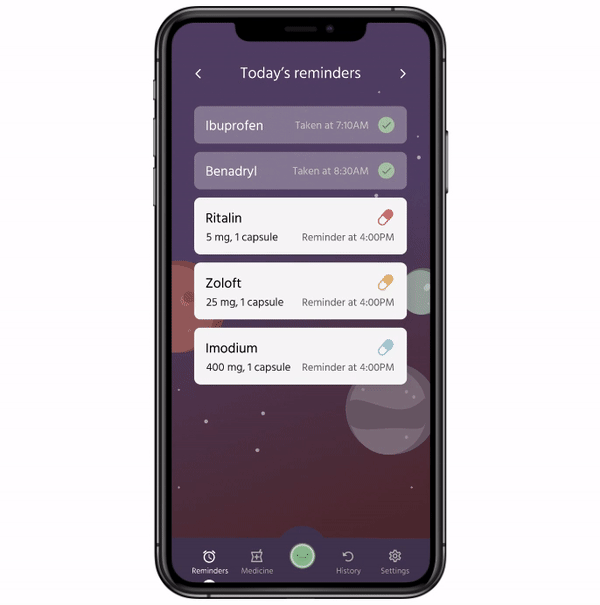 Today's reminders
Ibuprofen Taken at 7:10AM
Benadryl Taken at 8:30AM
Ritalin
5 mg, 1 capsule Reminder at 4:00PM
Zoloft
25 mg, 1 capsule Reminder at 4:00PM
Imodium
400 mg, 1 capsule Reminder at 4:00PM
Reminders Medicine History Settings